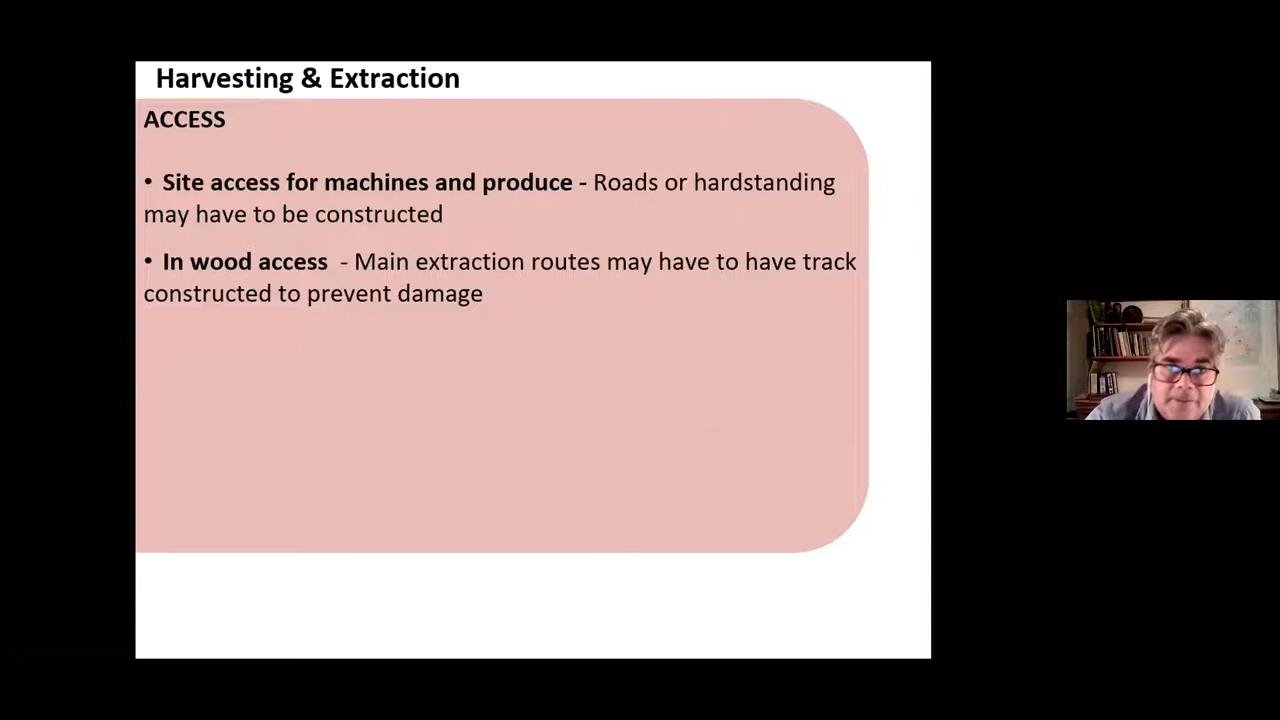 Harvesting & Extraction
ACCESS
• Site access for machines and produce - Roads or hardstanding
may have to be constructed
• In wood access - Main extraction routes may have to have track
constructed to prevent damage